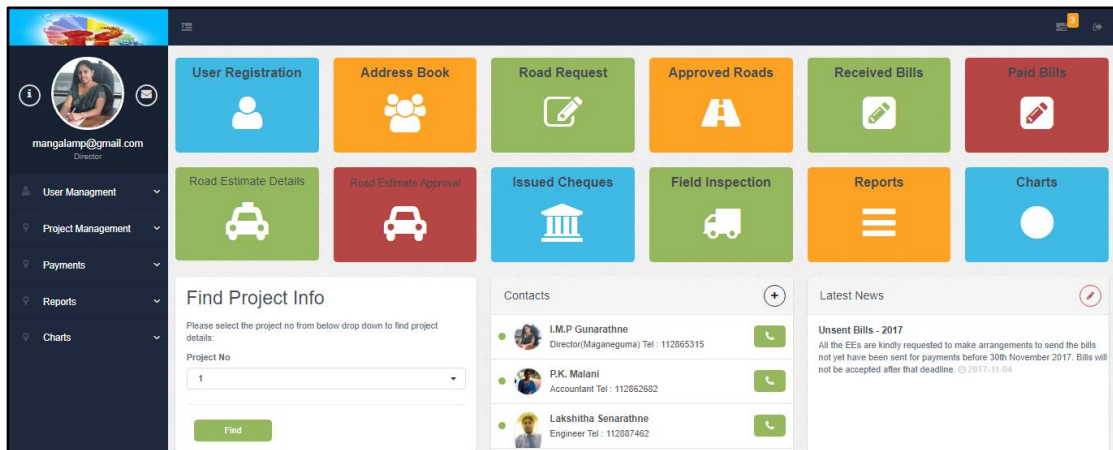 3
mangalamp@gmail.com
Director
User Managment
Project Management
Payments
Reports
Charts
User Registration
Address Book
Road Request
Approved Roads
Received Bills
Paid Bills
Road Estimate Details
Road Estimate Approval
Issued Cheques
Field Inspection
Reports
Charts
Find Project Info
Please select the project no from below drop down to find project
details:
Project No
1
Find
Contacts
I.M.P Gunarathne
Director(Maganeguma) Tel : 112865315
P.K. Malani
Accountant Tel : 112862682
Lakshitha Senarathne
Engineer Tel : 112887462
Latest News
Unsent Bills - 2017
All the EEs are kindly requested to make arrangements to send the bills
not yet have been sent for payments before 30th November 2017. Bills will
not be accepted after that deadline. 2017-11-04